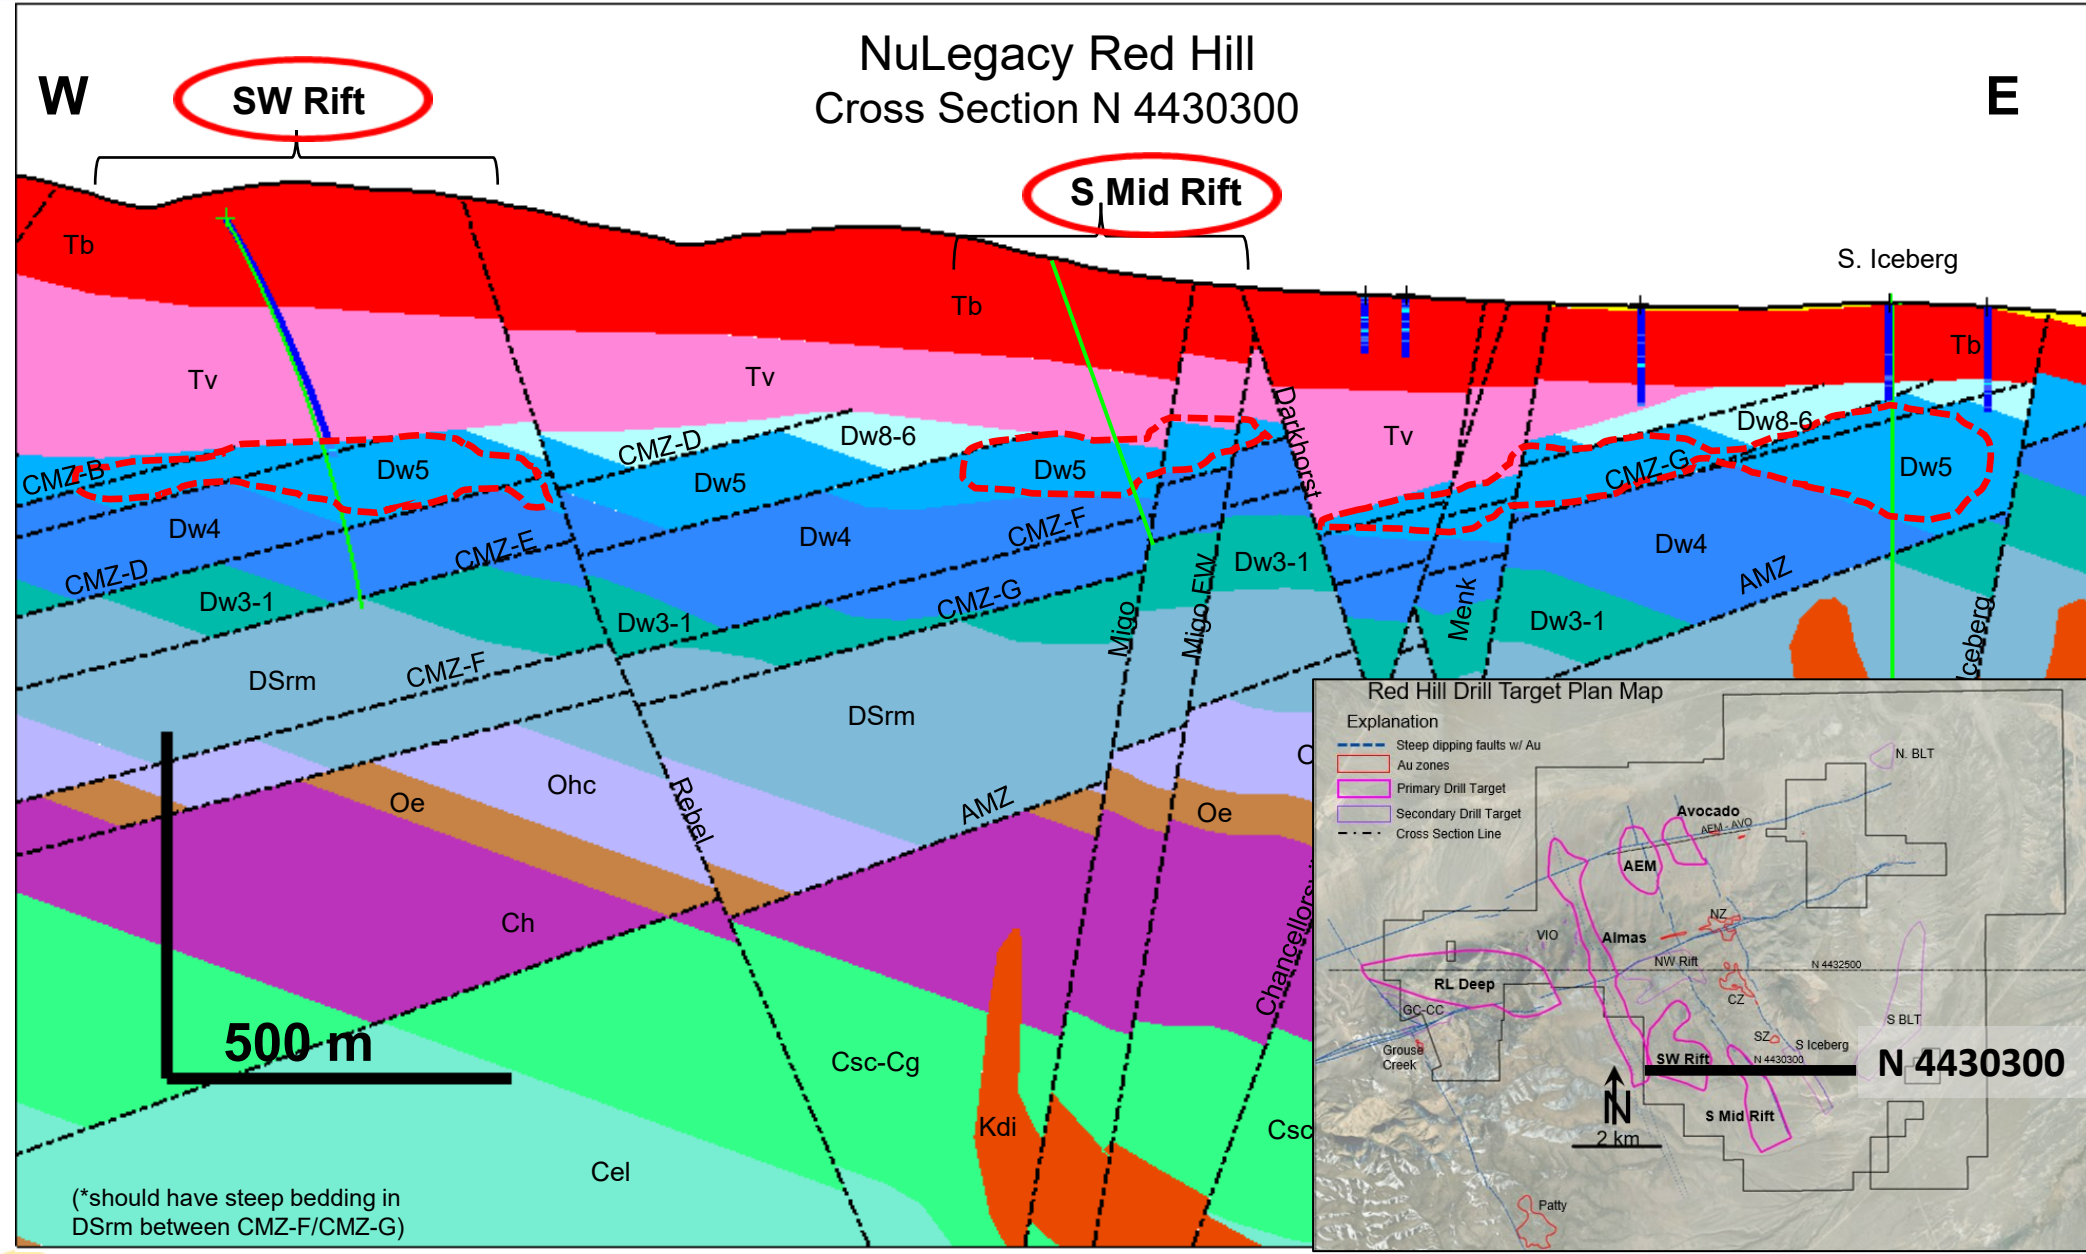 NuLegacy Red Hill
Cross Section N 4430300
W
E
SW Rift
S Mid Rift
S. Iceberg
Tb
Tb
Tb
Tv
Tv
Tv
Darkhorst
Dw8-6
Dw8-6
CMZ-D
CMZ-B
Dw5
Dw5
Dw5
CMZ-G
Dw5
Dw4
Dw4
CMZ-F
Dw4
CMZ-E
CMZ-D
Dw3-1
Dw3-1
Dw3-1
Dw3-1
AMZ
CMZ-G
Migo
Migo EW
Menk
Iceberg
DSrm
CMZ-F
DSrm
Ohc
Oe
Rebel
AMZ
Oe
Ch
Chancellorsv
500 m
Csc-Cg
Kdi
Csc
Cel
(*should have steep bedding in
DSrm between CMZ-F/CMZ-G)
Red Hill Drill Target Plan Map
Explanation
Steep dipping faults w/ Au
Au zones
Primary Drill Target
Secondary Drill Target
Cross Section Line
N. BLT
Avocado
AEM - AVO
AEM
NZ
VIO
Almas
NW Rift
N 4432500
RL Deep
CZ
GC-CC
S BLT
SZ
S Iceberg
Grouse
Creek
SW Rift
N 4430300
N 4430300
N
S Mid Rift
2 km
Patty